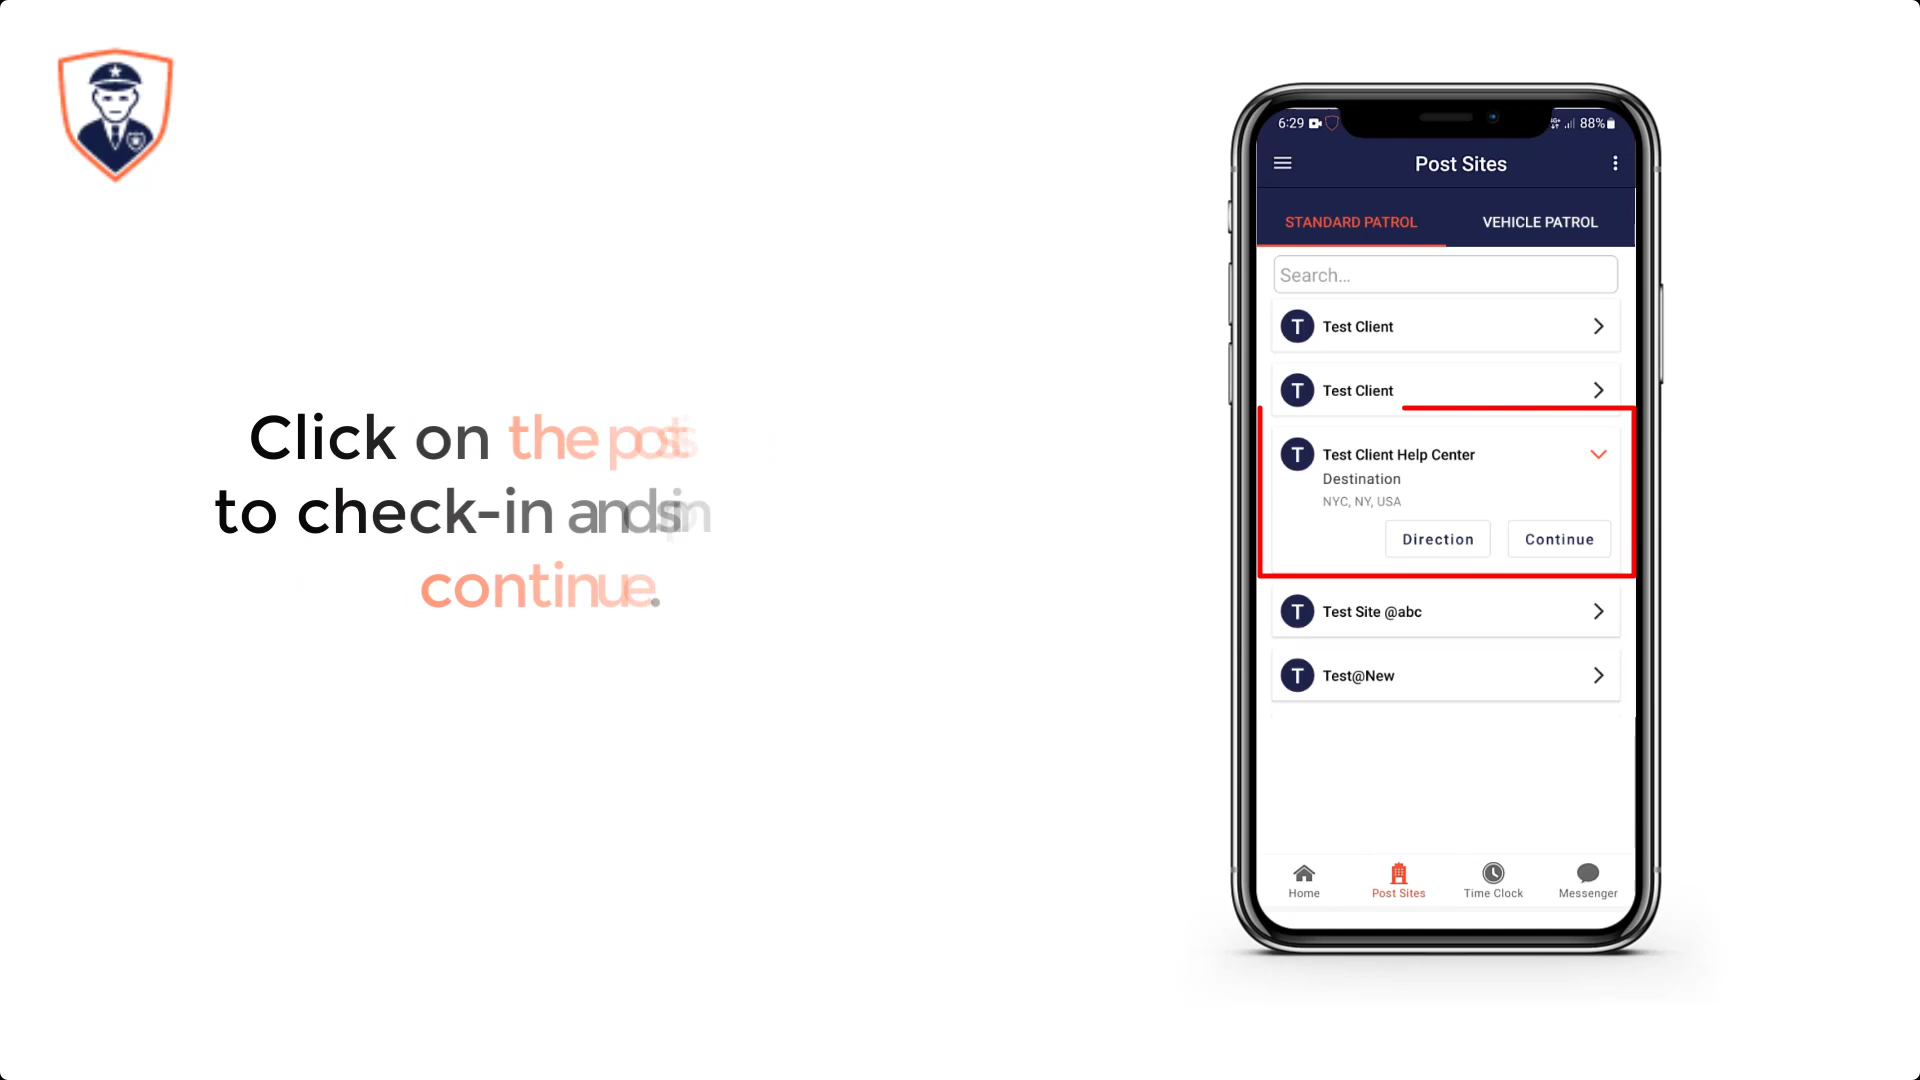 Click on the post
to check-in and
continue.
6:29
88%
Post Sites
STANDARD PATROL
VEHICLE PATROL
Search...
T Test Client
T Test Client
T Test Client Help Center
Destination
NYC, NY, USA
Direction
Continue
T Test Site @abc
T Test@New
Home
Post Sites
Time Clock
Messenger